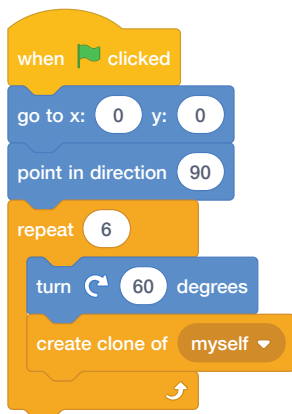 when clicked
go to x: 0 y: 0
point in direction 90
repeat 6
turn 60 degrees
create clone of myself